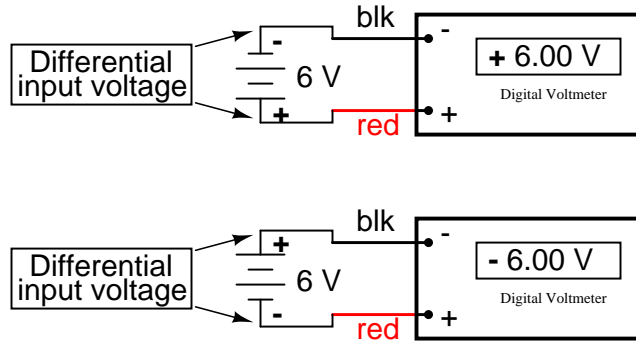 blk
-
-
+ 6.00 V
Differential
input voltage
6 V
Digital Voltmeter
+
+
red
blk
+
-
- 6.00 V
Differential
input voltage
6 V
Digital Voltmeter
-
+
red